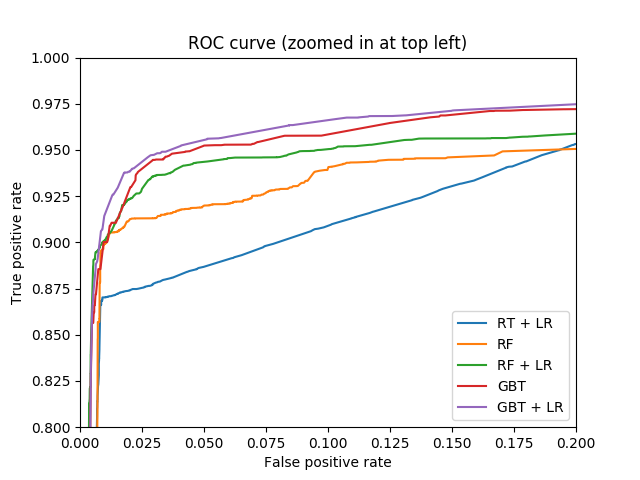 ROC curve (zoomed in at top left)
1.000
0.975
0.950
0.925
0.900
0.875
0.850
0.825
0.800
True positive rate
RT + LR
RF
RF + LR
GBT
GBT + LR
0.000 0.025 0.050 0.075 0.100 0.125 0.150 0.175 0.200
False positive rate